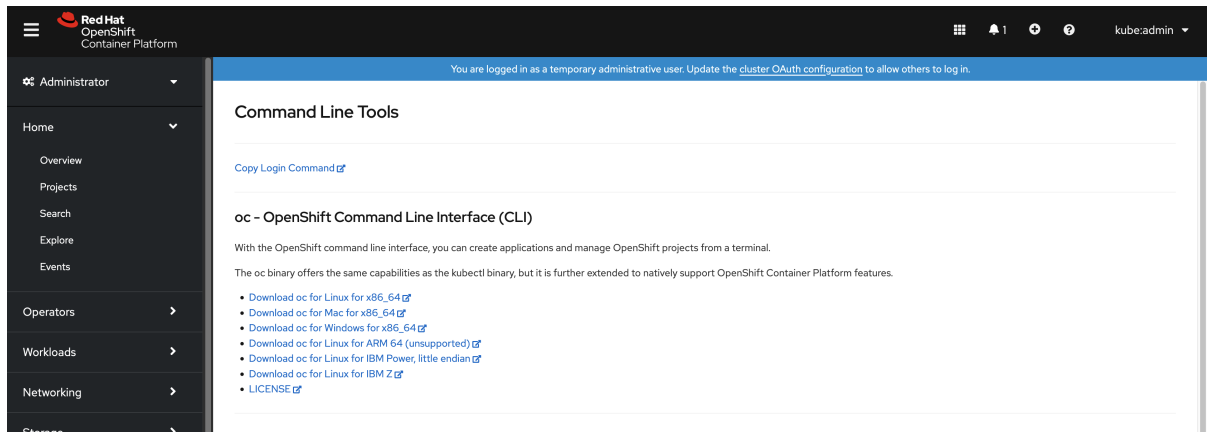 Red Hat
OpenShift
Container Platform
1
kube:admin
Administrator
You are logged in as a temporary administrative user. Update the cluster OAuth configuration to allow others to log in.
Home
Overview
Projects
Search
Explore
Events
Operators
Workloads
Networking
Storage
Command Line Tools
Copy Login Command
oc - OpenShift Command Line Interface (CLI)
With the OpenShift command line interface, you can create applications and manage OpenShift projects from a terminal.
The oc binary offers the same capabilities as the kubectl binary, but it is further extended to natively support OpenShift Container Platform features.
• Download oc for Linux for x86_64
• Download oc for Mac for x86_64
• Download oc for Windows for x86_64
• Download oc for Linux for ARM 64 (unsupported)
• Download oc for Linux for IBM Power, little endian
• Download oc for Linux for IBM Z
• LICENSE